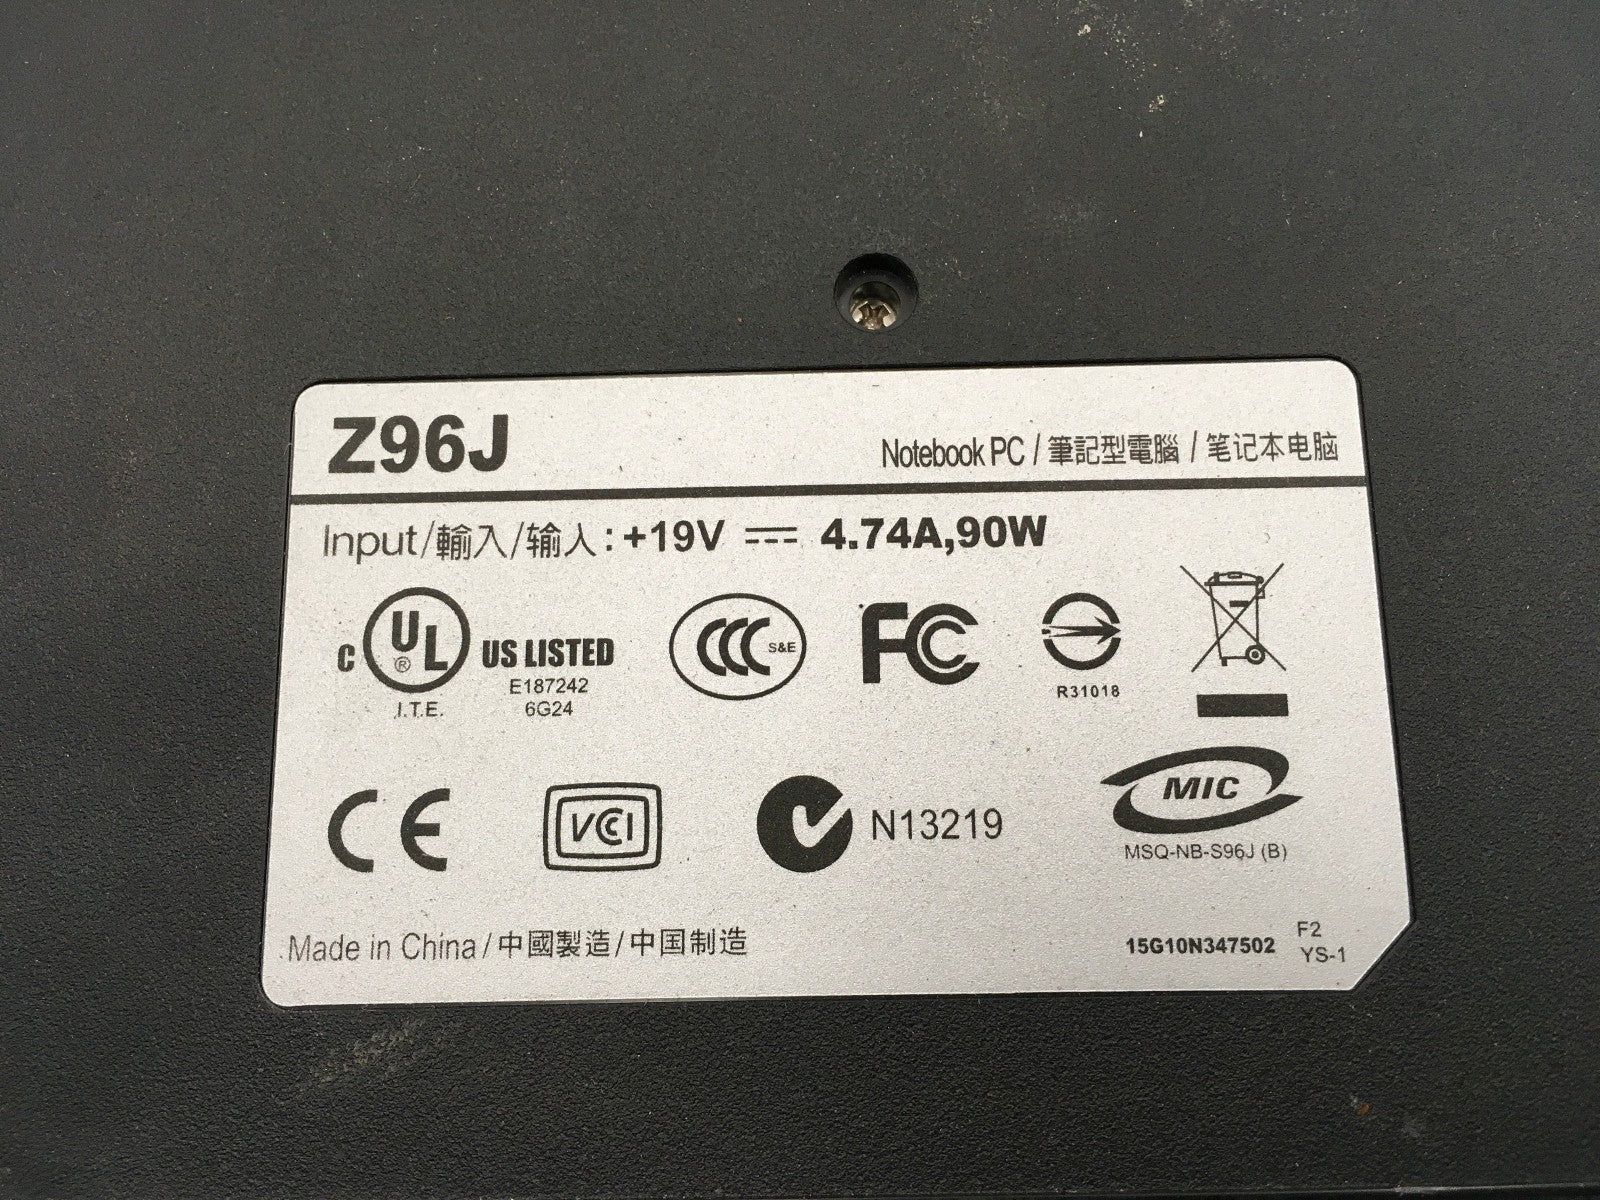 Z96J
Notebook PC / 筆記型電腦 / 笔记本电脑
Input/輸入/输入: +19V ⎓ 4.74A,90W
C UL ® US LISTED
I.T.E.
E187242
6G24
CCC S&E
FC
R31018
CE
VCCI
N13219
MIC
MSQ-NB-S96J (B)
Made in China/中國製造/中国制造
15G10N347502
F2
YS-1